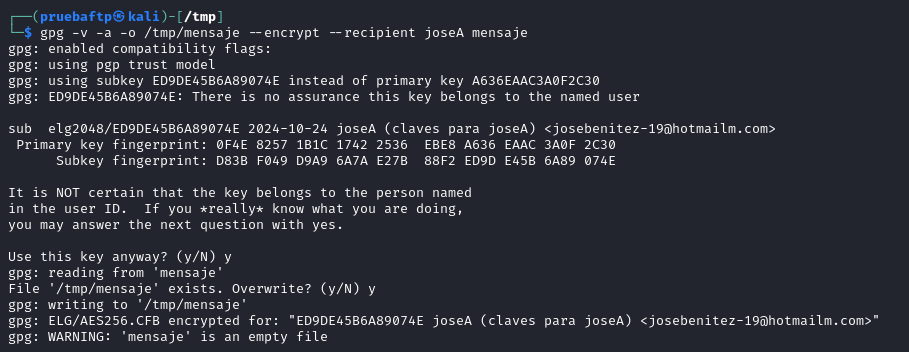 ┌──(pruebaftp㉿kali)-[/tmp]
└─$ gpg -v -a -o /tmp/mensaje --encrypt --recipient joseA mensaje
gpg: enabled compatibility flags:
gpg: using pgp trust model
gpg: using subkey ED9DE45B6A89074E instead of primary key A636EAAC3A0F2C30
gpg: ED9DE45B6A89074E: There is no assurance this key belongs to the named user

sub  elg2048/ED9DE45B6A89074E 2024-10-24 joseA (claves para joseA) <josebenitez-19@hotmailm.com>
 Primary key fingerprint: 0F4E 8257 1B1C 1742 2536  EBE8 A636 EAAC 3A0F 2C30
      Subkey fingerprint: D83B F049 D9A9 6A7A E27B  88F2 ED9D E45B 6A89 074E

It is NOT certain that the key belongs to the person named
in the user ID.  If you *really* know what you are doing,
you may answer the next question with yes.

Use this key anyway? (y/N) y
gpg: reading from 'mensaje'
File '/tmp/mensaje' exists. Overwrite? (y/N) y
gpg: writing to '/tmp/mensaje'
gpg: ELG/AES256.CFB encrypted for: "ED9DE45B6A89074E joseA (claves para joseA) <josebenitez-19@hotmailm.com>"
gpg: WARNING: 'mensaje' is an empty file